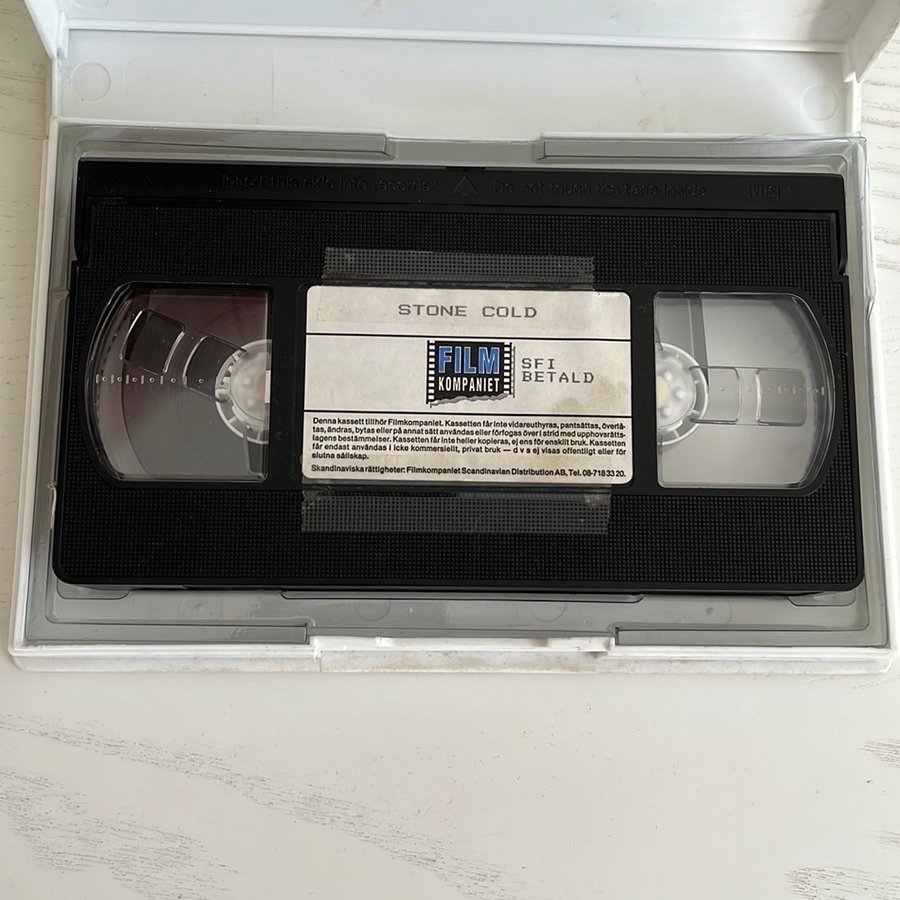 Insert this side into recorder △ Do not touch the tape inside VHS
STONE COLD
FILM
KOMPANIET
SFI
BETALD
Denna kassett tillhör Filmkompaniet. Kassetten får inte vidareuthyras, pantsättas, överlå-
tas, ändras, bytas eller på annat sätt användas eller förfogas över i strid med upphovsrätts-
lagens bestämmelser. Kassetten får inte heller kopieras, ej ens för enskilt bruk. Kassetten
får endast användas i icke kommersiellt, privat bruk — d v s ej visas offentligt eller för
slutna sällskap.
Skandinaviska rättigheter: Filmkompaniet Scandinavian Distribution AB, Tel. 08-718 33 20.